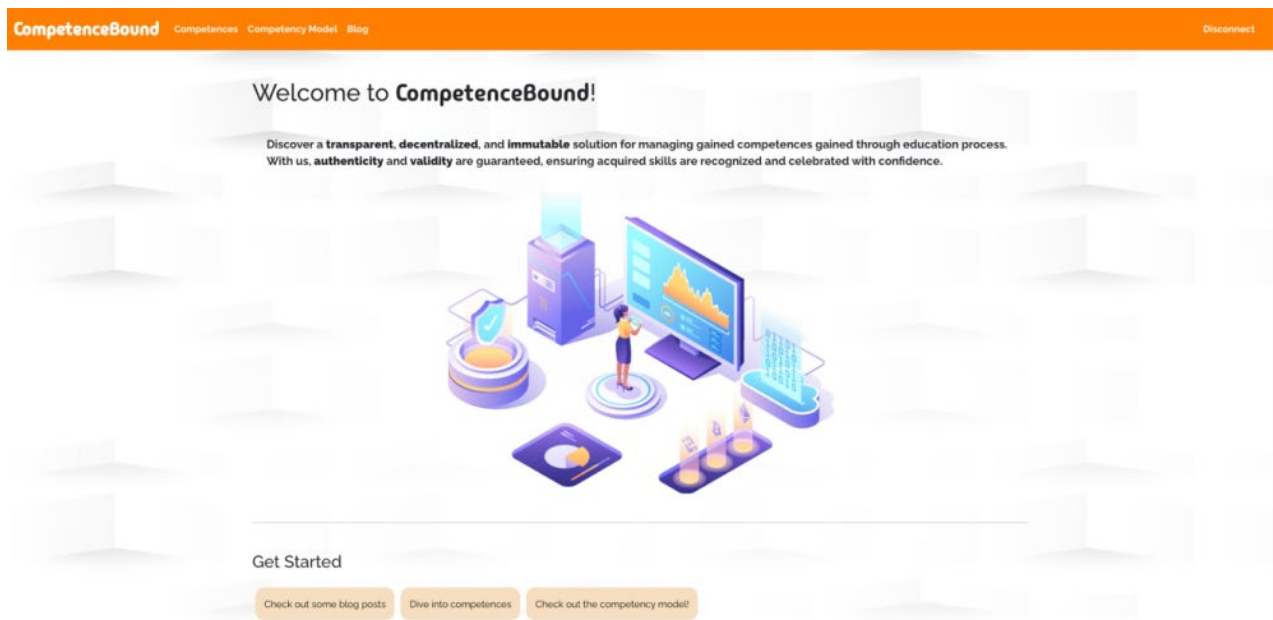 CompetenceBound Competences Competency Model Blog Disconnect
Welcome to CompetenceBound!
Discover a transparent, decentralized, and immutable solution for managing gained competences gained through education process.
With us, authenticity and validity are guaranteed, ensuring acquired skills are recognized and celebrated with confidence.
Get Started
Check out some blog posts Dive into competences Check out the competency model!